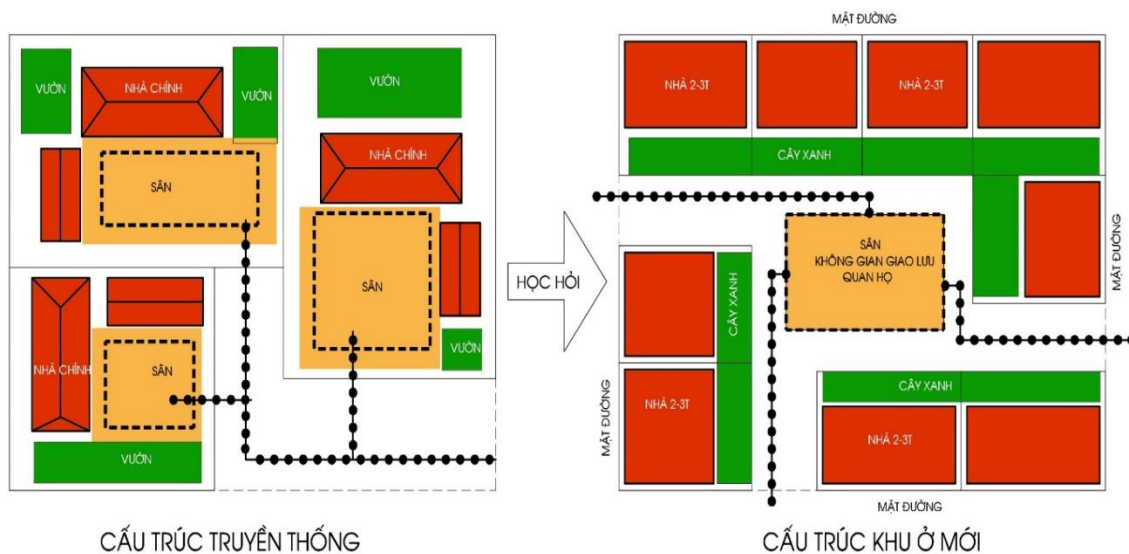 VƯỜN
NHÀ CHÍNH
VƯỜN
SÂN
VƯỜN
NHÀ CHÍNH
SÂN
VƯỜN
NHÀ CHÍNH
SÂN
VƯỜN
CẤU TRÚC TRUYỀN THỐNG
HỌC HỎI
MẶT ĐƯỜNG
NHÀ 2-3T
NHÀ 2-3T
CÂY XANH
SÂN
KHÔNG GIAN GIAO LƯU
QUAN HỌ
MẶT ĐƯỜNG
CÂY XANH
NHÀ 2-3T
MẶT ĐƯỜNG
CÂY XANH
NHÀ 2-3T
MẶT ĐƯỜNG
CẤU TRÚC KHU Ở MỚI